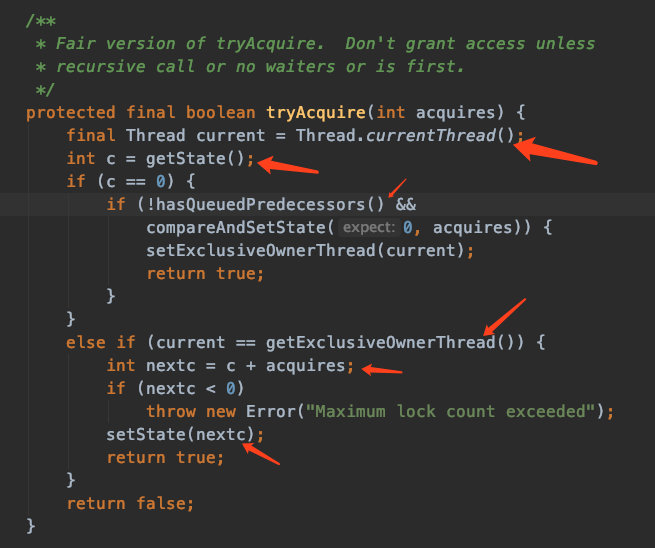 /**
 * Fair version of tryAcquire.  Don't grant access unless
 * recursive call or no waiters or is first.
 */
protected final boolean tryAcquire(int acquires) {
    final Thread current = Thread.currentThread();
    int c = getState();
    if (c == 0) {
        if (!hasQueuedPredecessors() &&
            compareAndSetState( expect: 0, acquires)) {
            setExclusiveOwnerThread(current);
            return true;
        }
    }
    else if (current == getExclusiveOwnerThread()) {
        int nextc = c + acquires;
        if (nextc < 0)
            throw new Error("Maximum lock count exceeded");
        setState(nextc);
        return true;
    }
    return false;
}